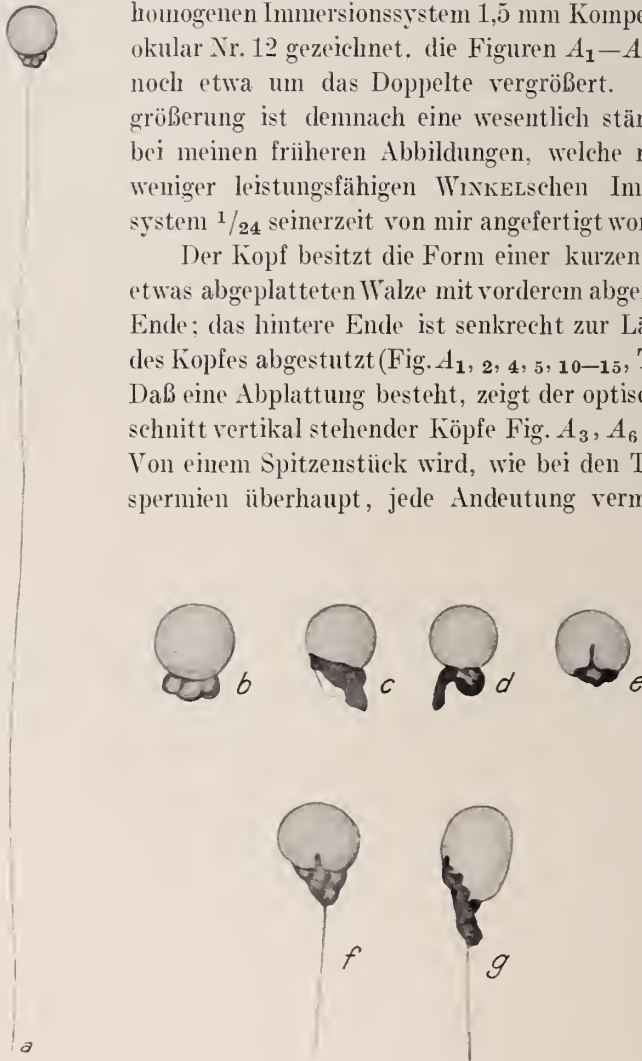 homogenen Immersionssystem 1,5 mm Kompe
okular Nr. 12 gezeichnet. die Figuren A₁—A
noch etwa um das Doppelte vergrößert.
größerung ist demnach eine wesentlich stär
bei meinen früheren Abbildungen, welche
weniger leistungsfähigen WINKELschen Im
system ¹/₂₄ seinerzeit von mir angefertigt wor
Der Kopf besitzt die Form einer kurzen
etwas abgeplatteten Walze mit vorderem abge
Ende; das hintere Ende ist senkrecht zur Lä
des Kopfes abgestutzt (Fig. A₁, ₂, ₄, ₅, ₁₀₋₁₅, T
Daß eine Abplattung besteht, zeigt der optisc
schnitt vertikal stehender Köpfe Fig. A₃, A₆
Von einem Spitzenstück wird, wie bei den T
spermien überhaupt, jede Andeutung verm
b c d e
f g
a